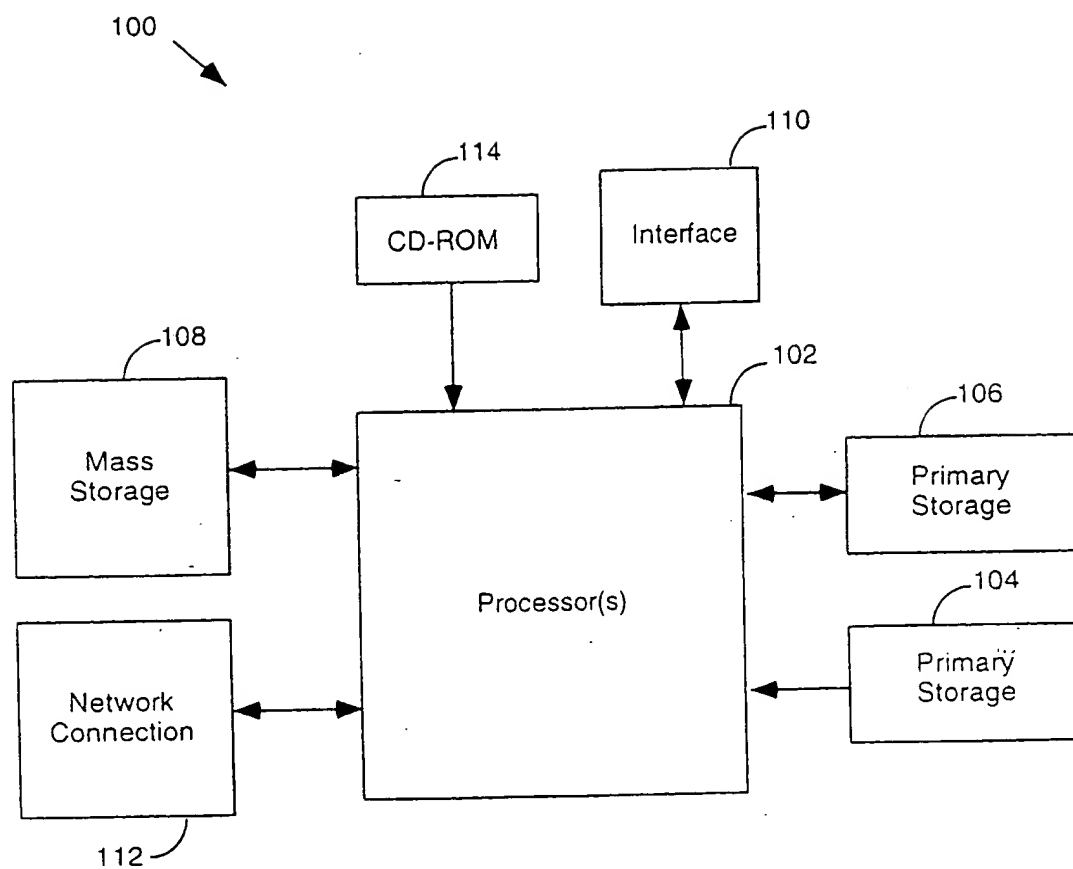 100
110
114
CD-ROM
Interface
108
102
106
Mass
Storage
Primary
Storage
104
Processor(s)
Primary
Storage
Network
Connection
112